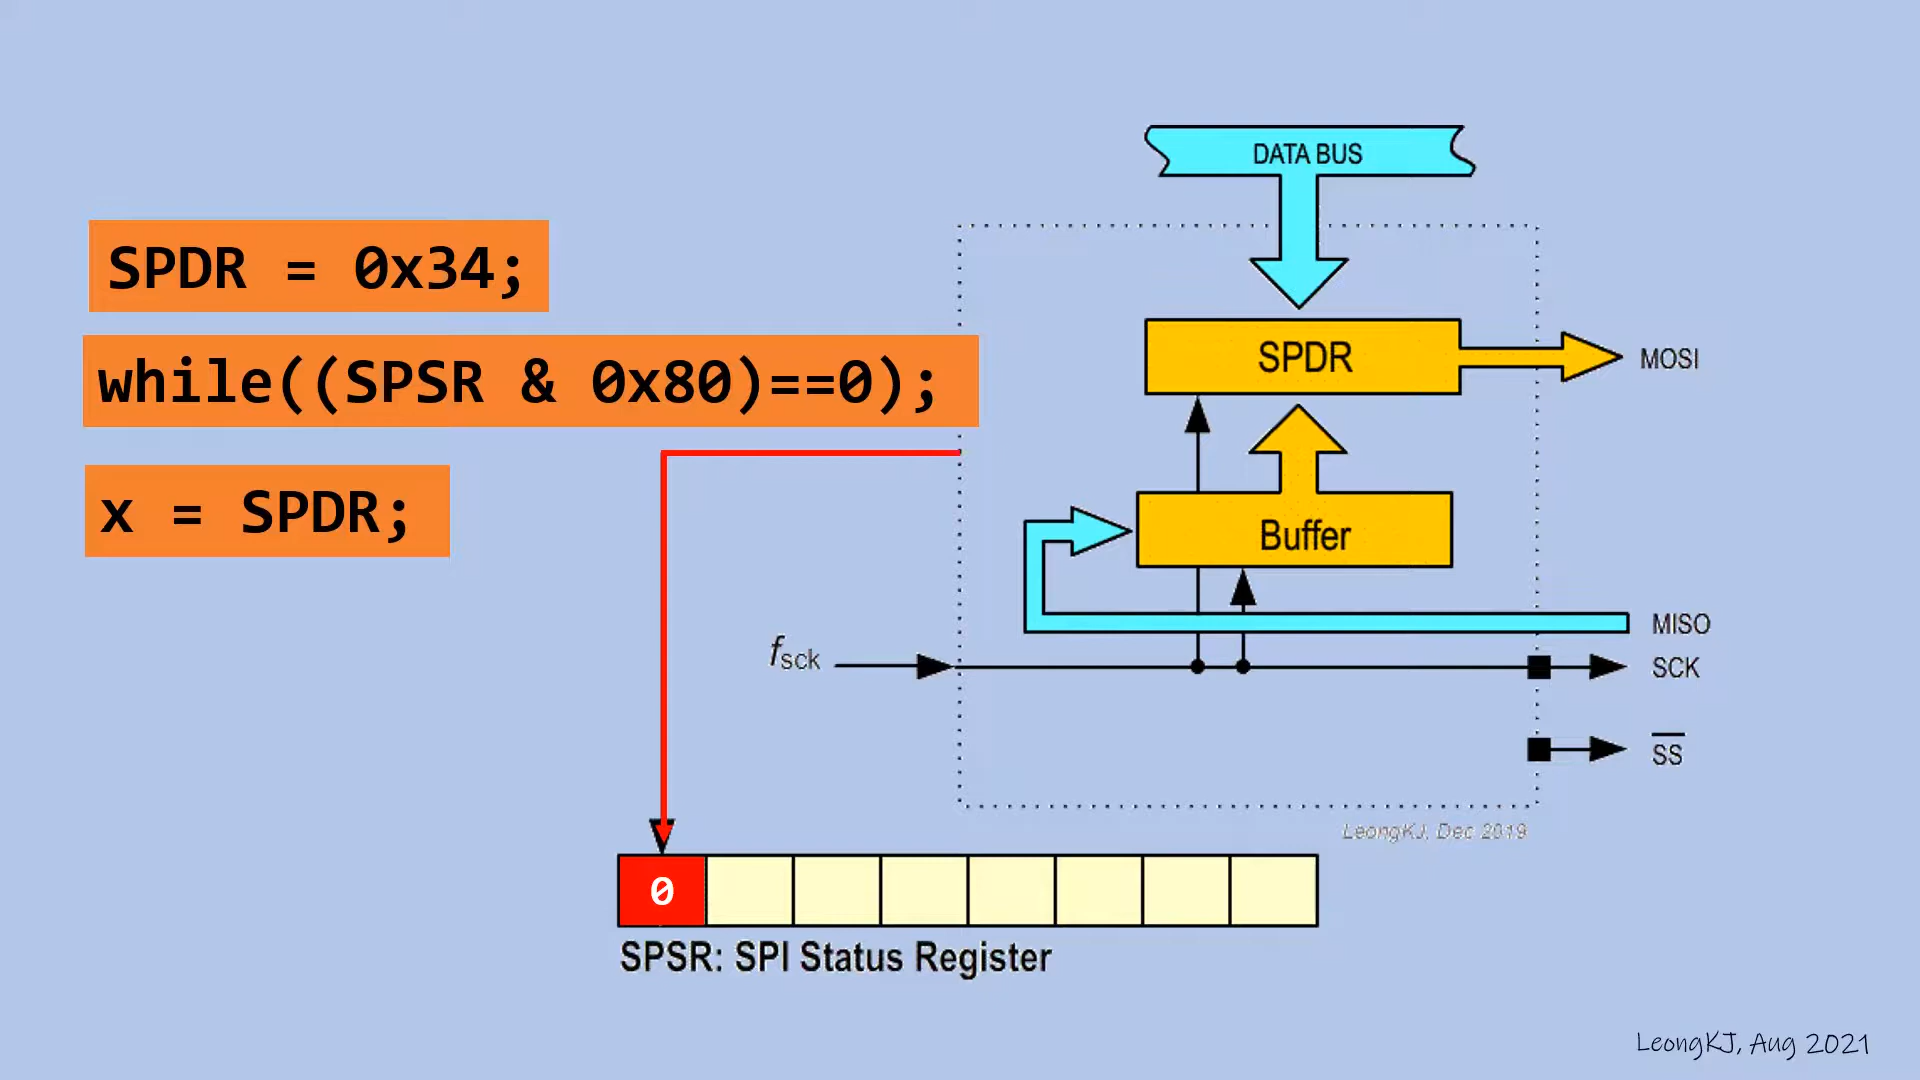 DATA BUS
SPDR = 0x34;
while((SPSR & 0x80)==0);
x = SPDR;
SPDR
MOSI
Buffer
MISO
fSCK
SCK
SS
LeongKJ, Dec 2019
0
SPSR: SPI Status Register
LeongKJ, Aug 2021